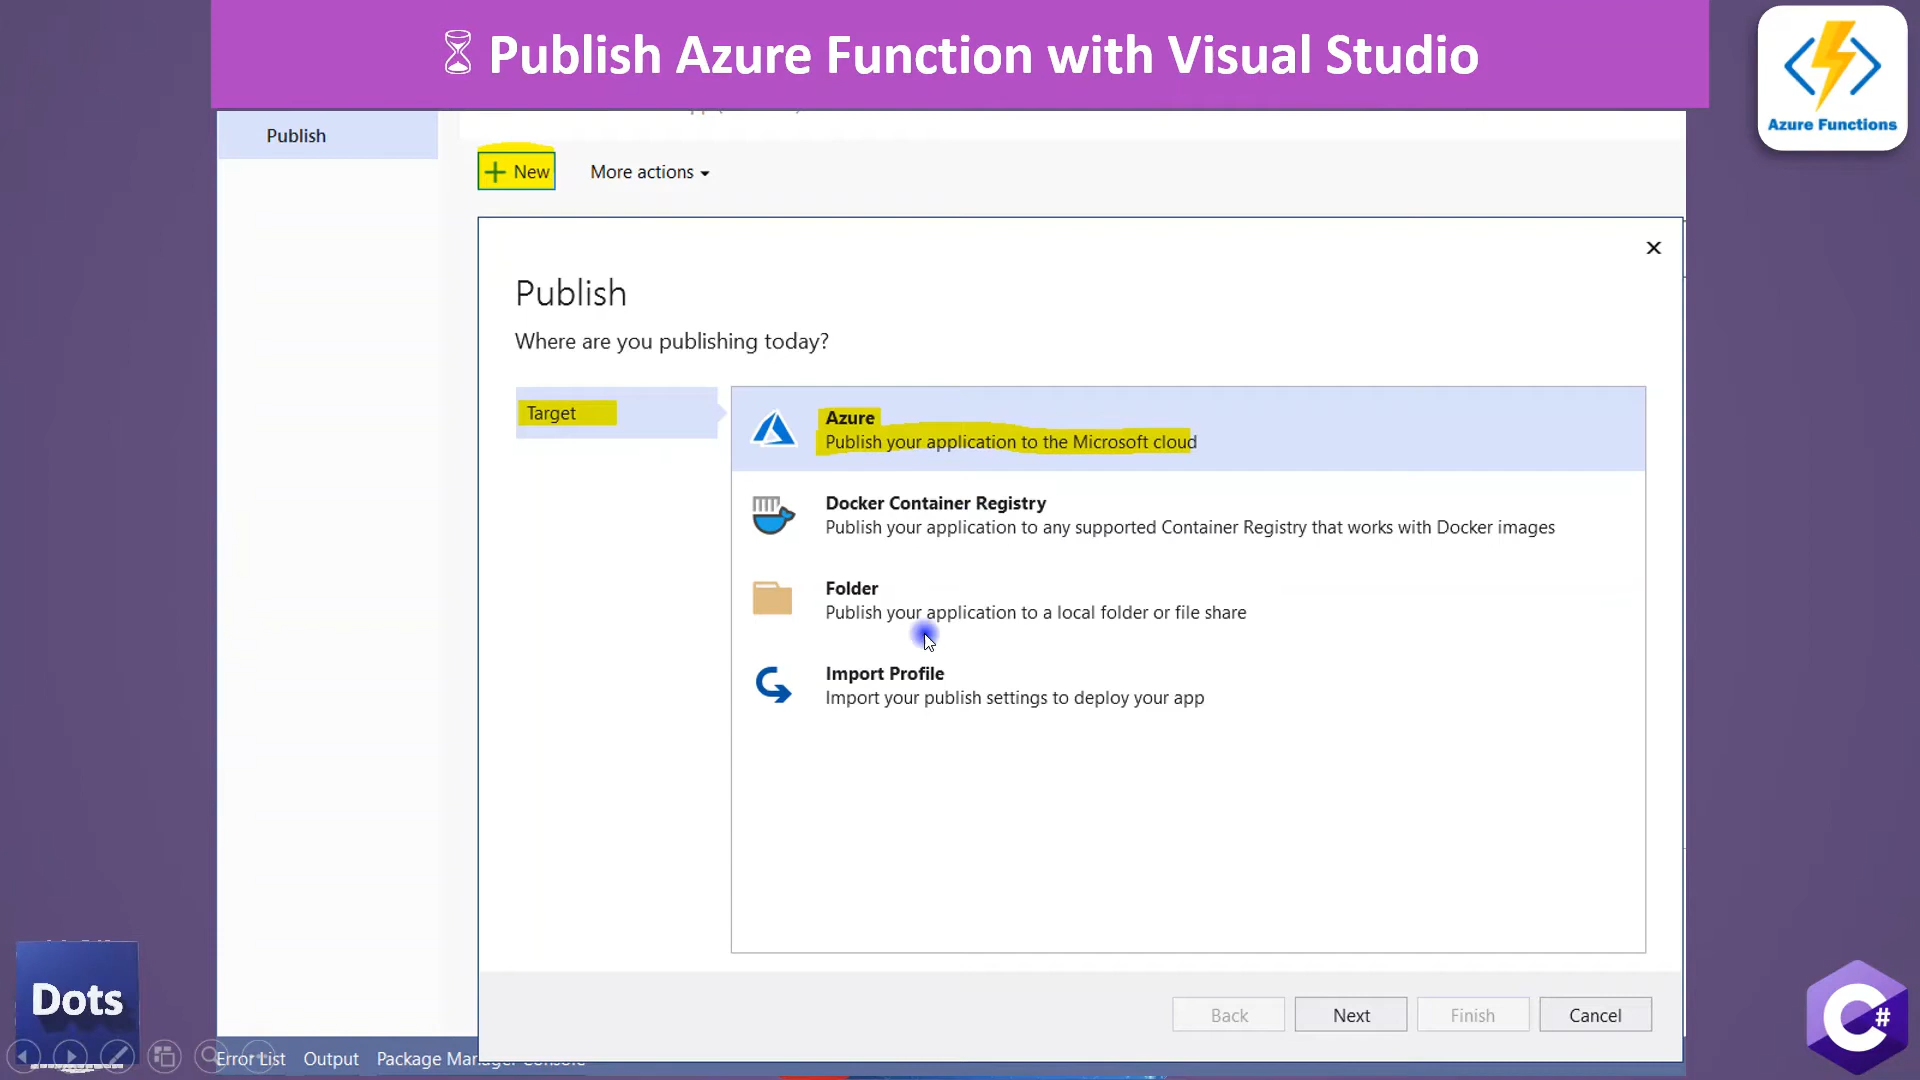 Publish Azure Function with Visual Studio
Azure Functions
Publish
New
More actions
Publish
Where are you publishing today?
Target
Azure
Publish your application to the Microsoft cloud
Docker Container Registry
Publish your application to any supported Container Registry that works with Docker images
Folder
Publish your application to a local folder or file share
Import Profile
Import your publish settings to deploy your app
Back
Next
Finish
Cancel
Dots
Error List
Output
Package Manager Console
C#